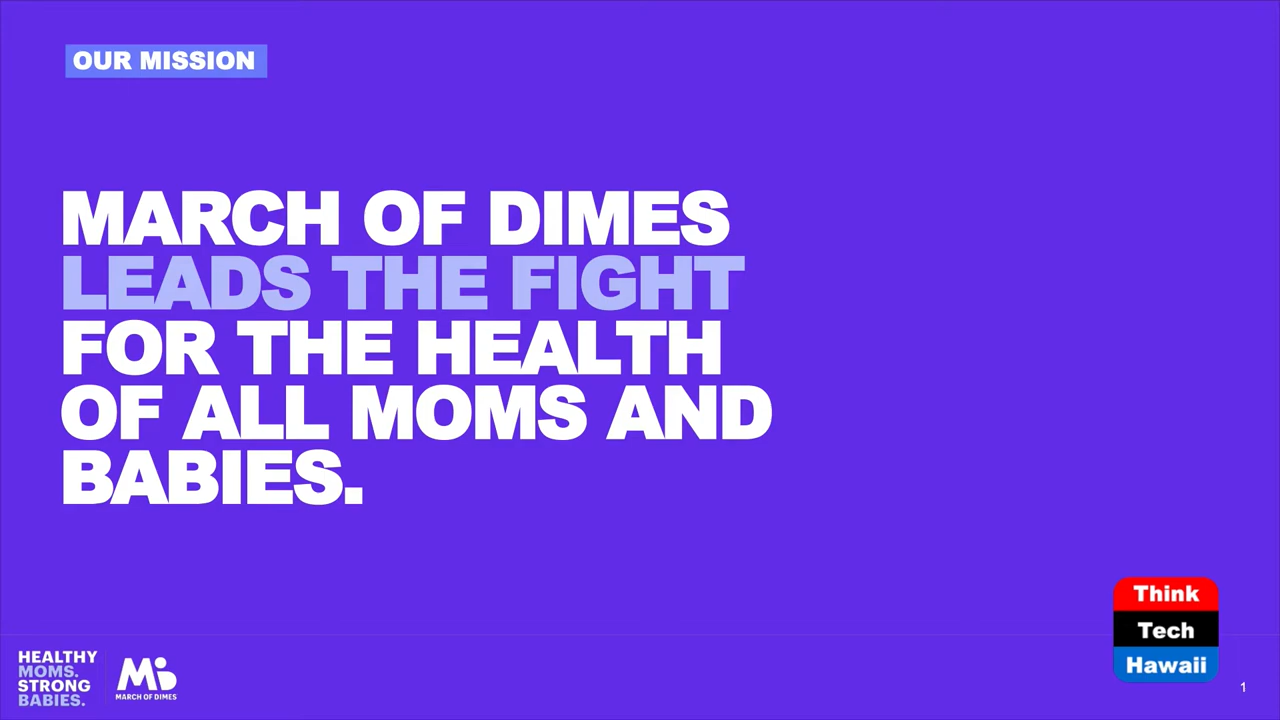 OUR MISSION
MARCH OF DIMES
LEADS THE FIGHT
FOR THE HEALTH
OF ALL MOMS AND
BABIES.
HEALTHY
MOMS.
STRONG
BABIES.
MARCH OF DIMES
Think
Tech
Hawaii
1